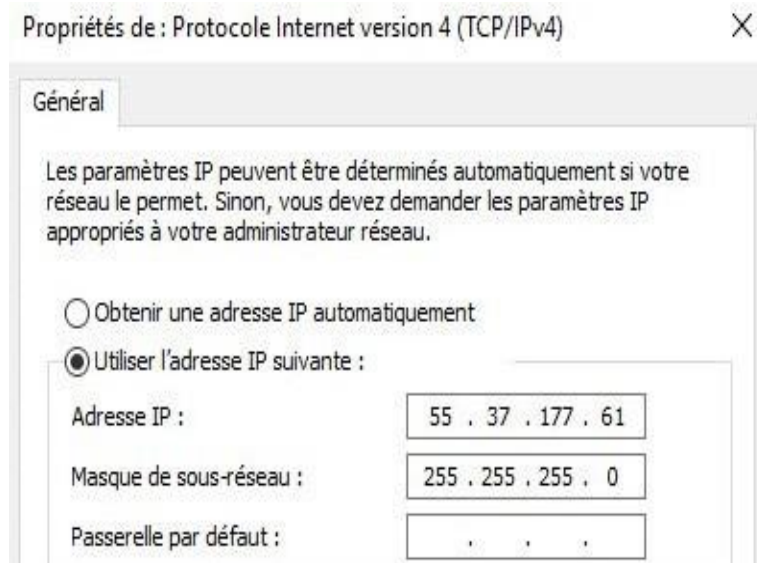 Propriétés de : Protocole Internet version 4 (TCP/IPv4)
Général
Les paramètres IP peuvent être déterminés automatiquement si votre
réseau le permet. Sinon, vous devez demander les paramètres IP
appropriés à votre administrateur réseau.
Obtenir une adresse IP automatiquement
Utiliser l'adresse IP suivante :
Adresse IP : 55 . 37 . 177 . 61
Masque de sous-réseau : 255 . 255 . 255 . 0
Passerelle par défaut : . . .